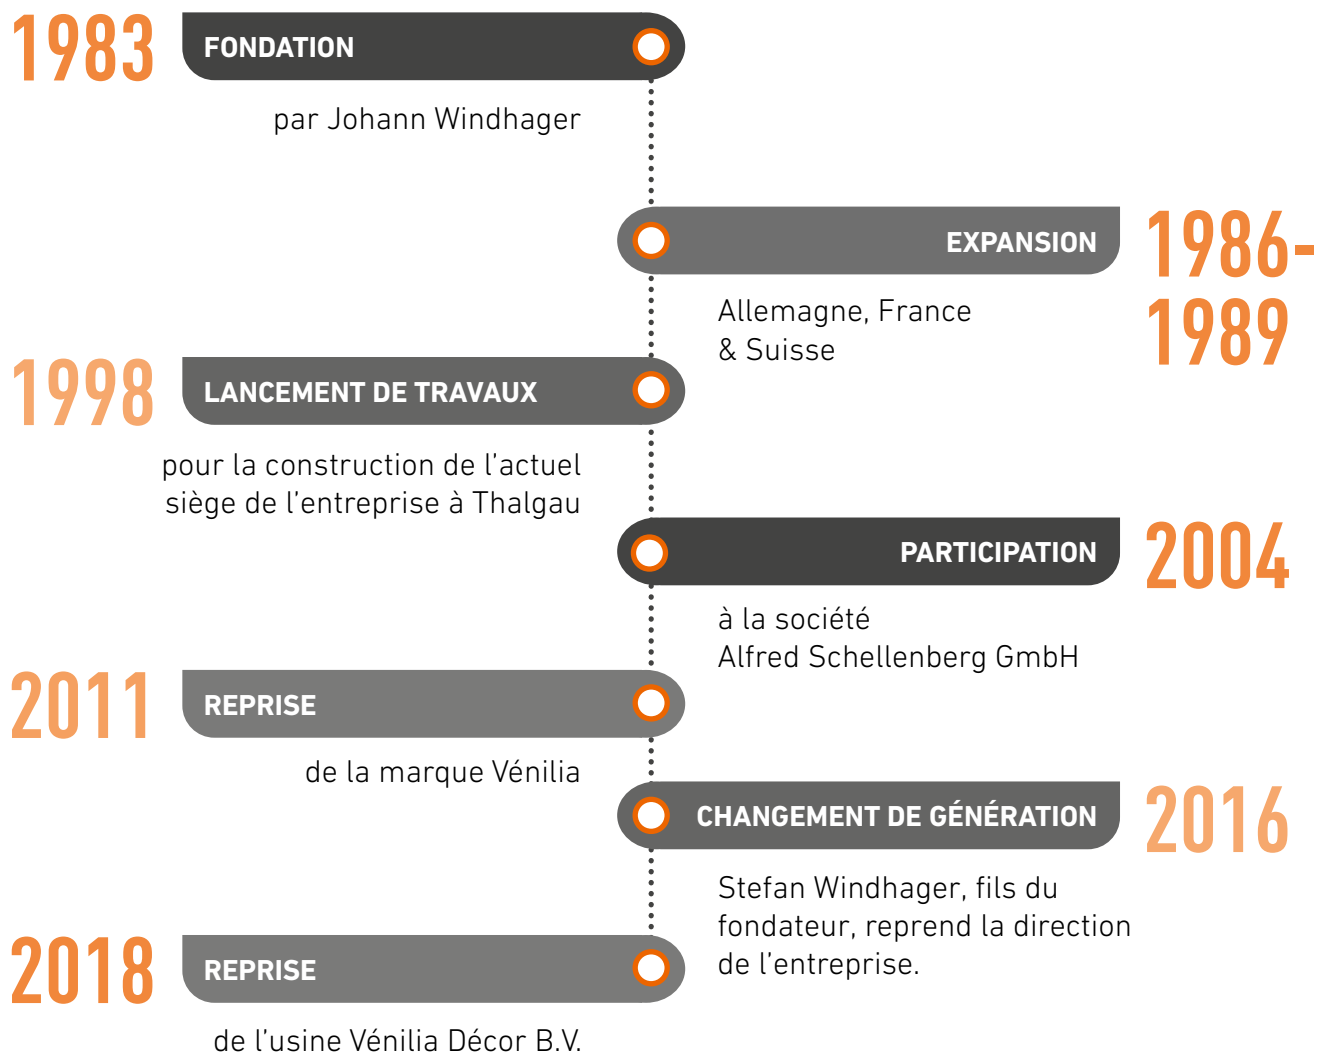 1983
FONDATION
par Johann Windhager
EXPANSION
1986-
1989
Allemagne, France
& Suisse
1998
LANCEMENT DE TRAVAUX
pour la construction de l’actuel
siège de l’entreprise à Thalgau
PARTICIPATION
2004
à la société
Alfred Schellenberg GmbH
2011
REPRISE
de la marque Vénilia
CHANGEMENT DE GÉNÉRATION
2016
Stefan Windhager, fils du
fondateur, reprend la direction
de l’entreprise.
2018
REPRISE
de l’usine Vénilia Décor B.V.